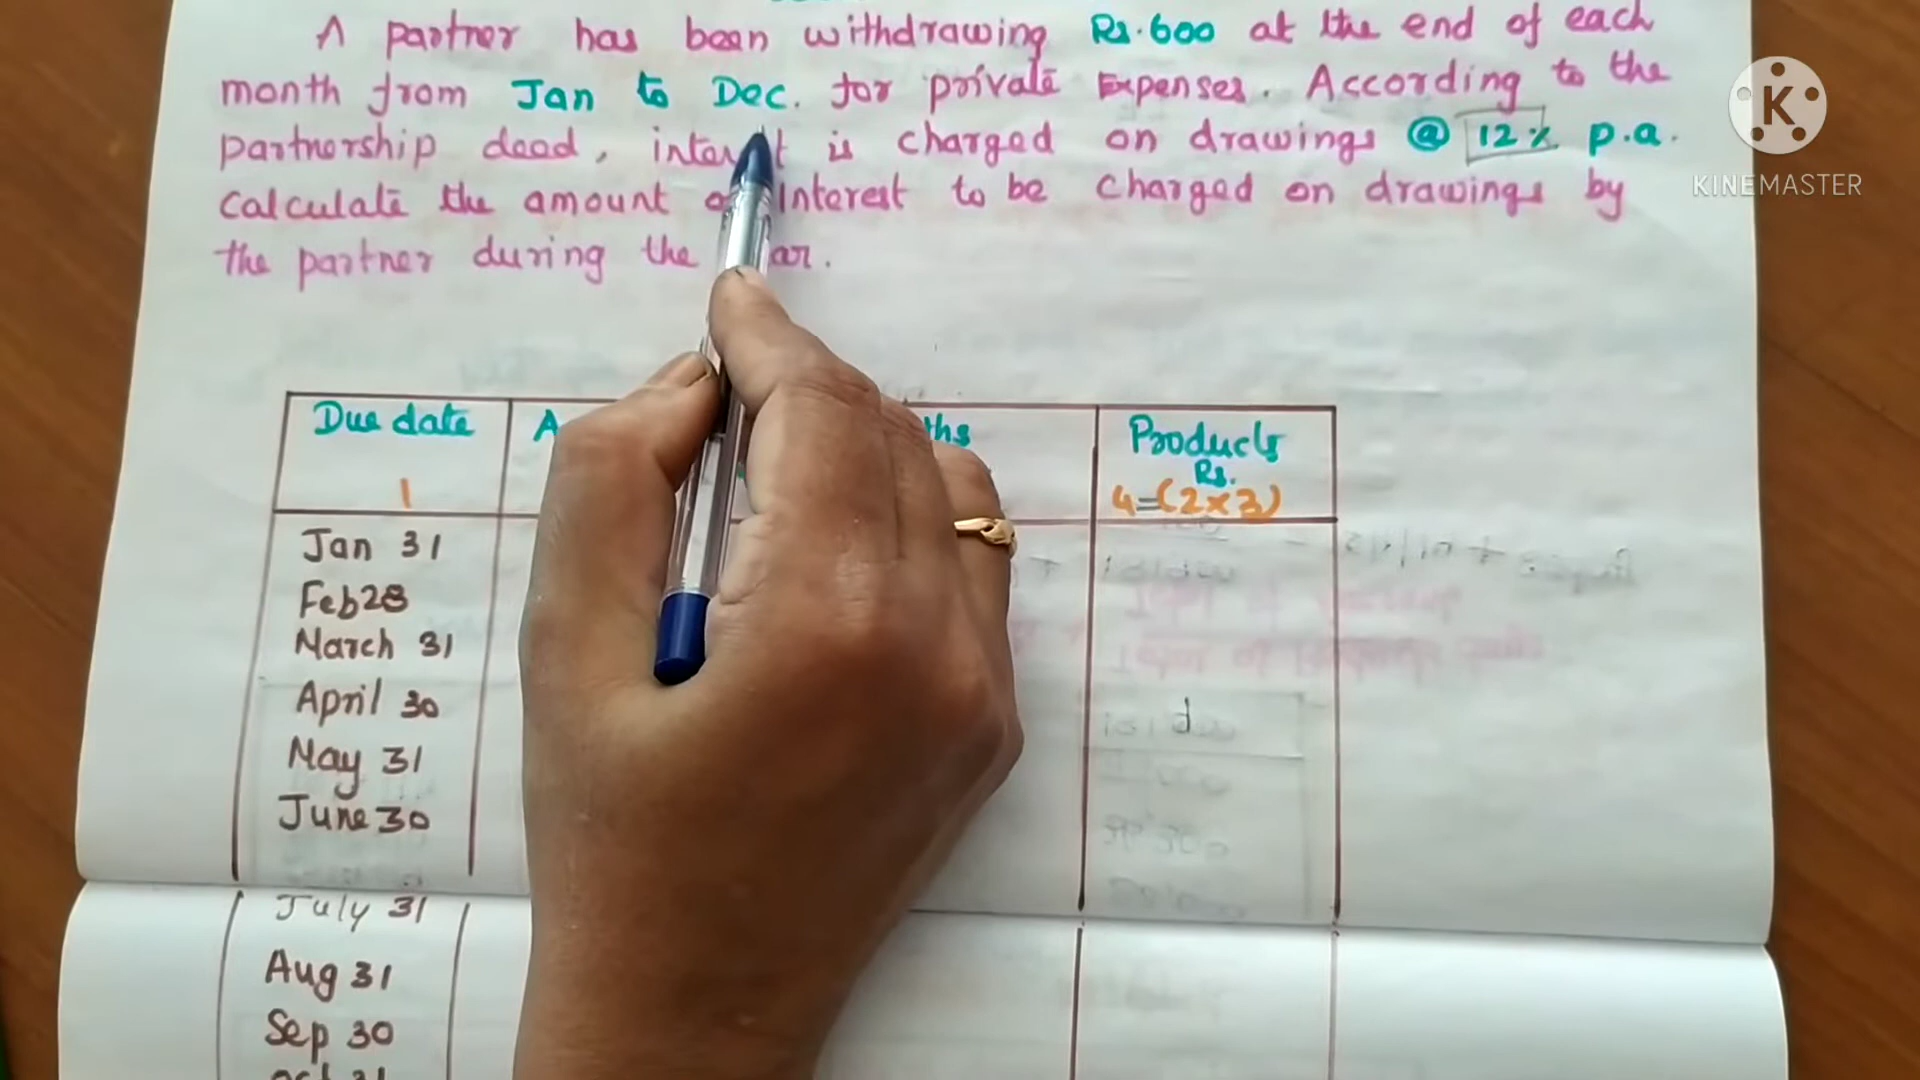 A partner has been withdrawing Rs.600 at the end of each
month from Jan to Dec. for private Expenses. According to the
partnership deed, interest is charged on drawings @ 12% p.a.
Calculate the amount of Interest to be charged on drawings by
the partner during the year.
K
KINEMASTER
Due date
Products
Rs.
1
4=(2x3)
Jan 31
Feb 28
March 31
April 30
May 31
June 30
July 31
Aug 31
Sep 30
Oct 31